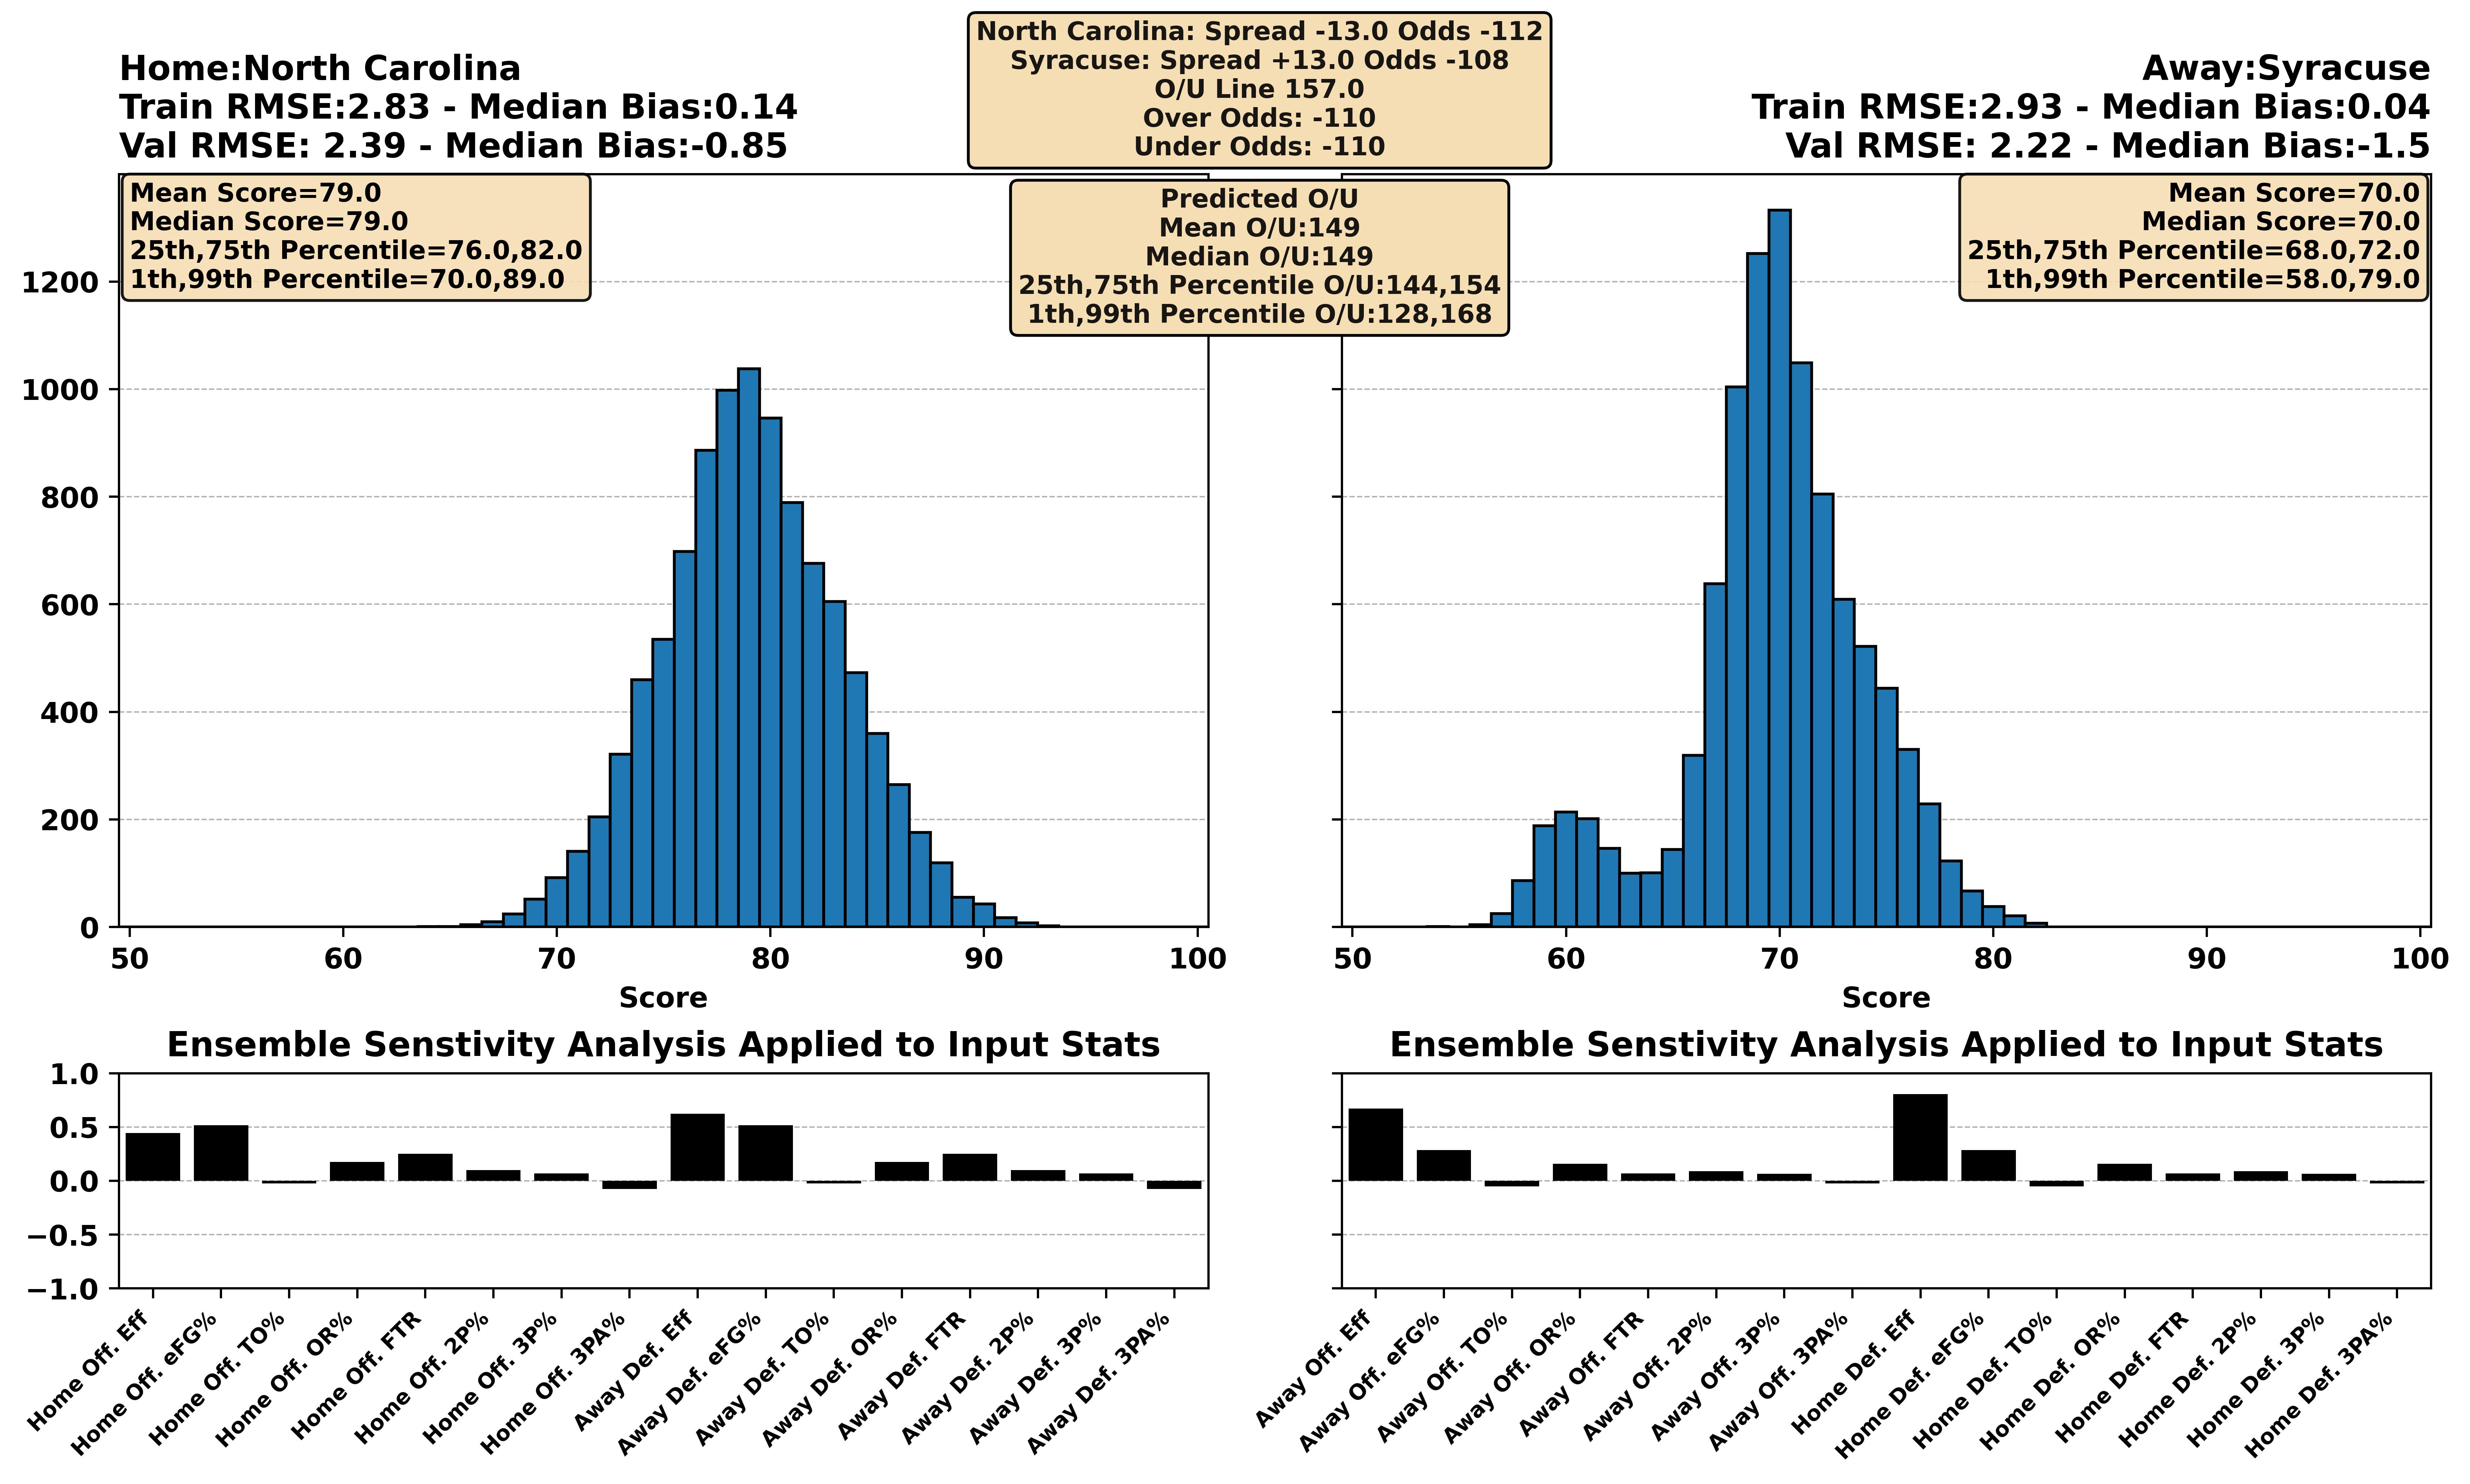 North Carolina: Spread -13.0 Odds -112
Syracuse: Spread +13.0 Odds -108
O/U Line 157.0
Over Odds: -110
Under Odds: -110
Home:North Carolina
Train RMSE:2.83 - Median Bias:0.14
Val RMSE: 2.39 - Median Bias:-0.85
Away:Syracuse
Train RMSE:2.93 - Median Bias:0.04
Val RMSE: 2.22 - Median Bias:-1.5
Mean Score=79.0
Median Score=79.0
25th,75th Percentile=76.0,82.0
1th,99th Percentile=70.0,89.0
Predicted O/U
Mean O/U:149
Median O/U:149
25th,75th Percentile O/U:144,154
1th,99th Percentile O/U:128,168
Mean Score=70.0
Median Score=70.0
25th,75th Percentile=68.0,72.0
1th,99th Percentile=58.0,79.0
1200
1000
800
600
400
200
0
50 60 70 80 90 100
Score
50 60 70 80 90 100
Score
Ensemble Senstivity Analysis Applied to Input Stats
1.0
0.5
0.0
−0.5
−1.0
Home Off. Eff
Home Off. eFG%
Home Off. TO%
Home Off. OR%
Home Off. FTR
Home Off. 2P%
Home Off. 3P%
Home Off. 3PA%
Away Def. Eff
Away Def. eFG%
Away Def. TO%
Away Def. OR%
Away Def. FTR
Away Def. 2P%
Away Def. 3P%
Away Def. 3PA%
Ensemble Senstivity Analysis Applied to Input Stats
Away Off. Eff
Away Off. eFG%
Away Off. TO%
Away Off. OR%
Away Off. FTR
Away Off. 2P%
Away Off. 3P%
Away Off. 3PA%
Home Def. Eff
Home Def. eFG%
Home Def. TO%
Home Def. OR%
Home Def. FTR
Home Def. 2P%
Home Def. 3P%
Home Def. 3PA%